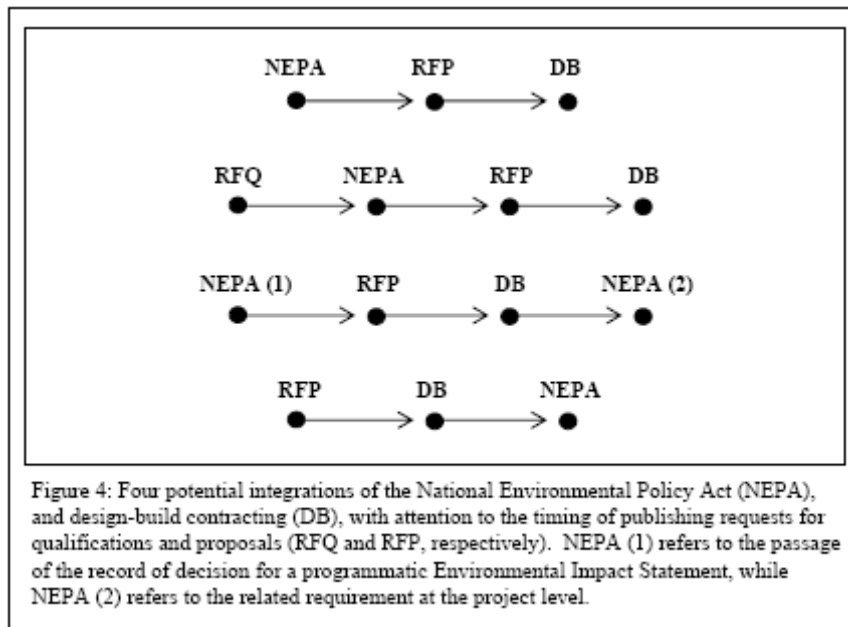 NEPA RFP DB
RFQ NEPA RFP DB
NEPA (1) RFP DB NEPA (2)
RFP DB NEPA
Figure 4: Four potential integrations of the National Environmental Policy Act (NEPA),
and design-build contracting (DB), with attention to the timing of publishing requests for
qualifications and proposals (RFQ and RFP, respectively).  NEPA (1) refers to the passage
of the record of decision for a programmatic Environmental Impact Statement, while
NEPA (2) refers to the related requirement at the project level.